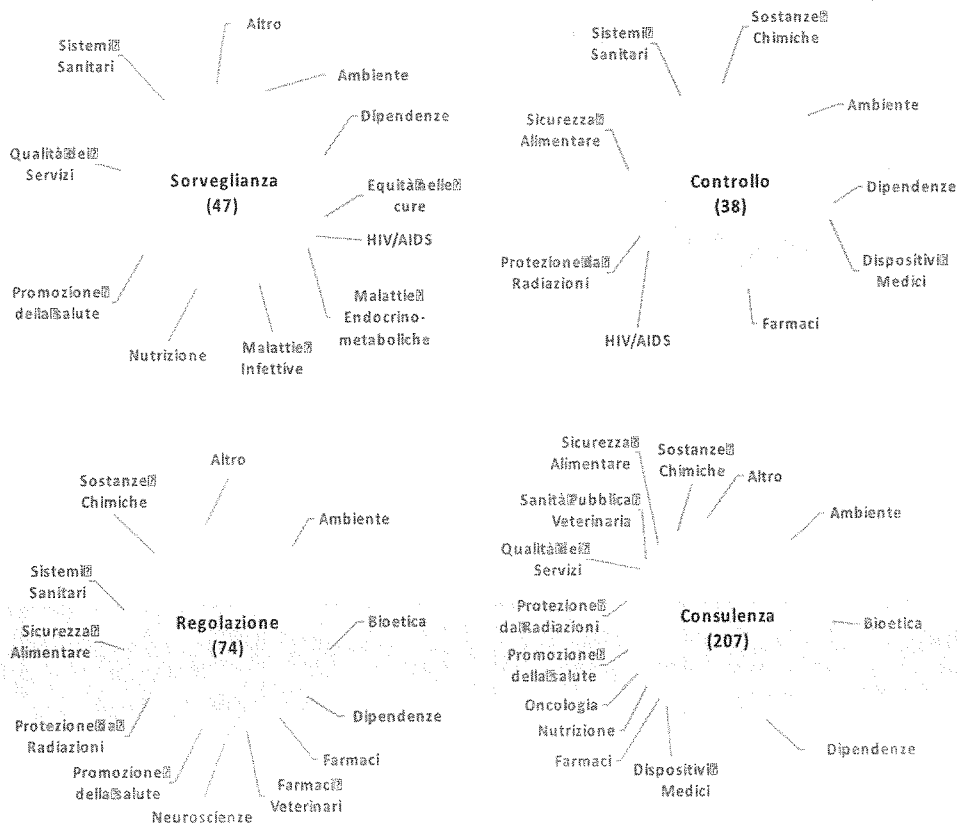 Altro
Sistemi⍰
Sanitari
Ambiente
Dipendenze
Qualità⍰ei⍰
Servizi
Sorveglianza
(47)
Equità⍰nelle⍰
cure
HIV/AIDS
Promozione⍰
della⍰salute
Malattie⍰
Endocrino-
metaboliche
Nutrizione
Malattie⍰
Infettive
Sostanze⍰
Chimiche
Sistemi⍰
Sanitari
Ambiente
Sicurezza⍰
Alimentare
Controllo
(38)
Dipendenze
Protezione⍰da⍰
Radiazioni
Dispositivi⍰
Medici
Farmaci
HIV/AIDS
Altro
Sostanze⍰
Chimiche
Ambiente
Sistemi⍰
Sanitari
Regolazione
(74)
Bioetica
Sicurezza⍰
Alimentare
Dipendenze
Protezione⍰da⍰
Radiazioni
Farmaci
Promozione⍰
della⍰salute
Farmaci⍰
Veterinari
Neuroscienze
Sicurezza⍰
Alimentare
Sostanze⍰
Chimiche
Altro
Sanità⍰Pubblica⍰
Veterinaria
Ambiente
Qualità⍰ei⍰
Servizi
Protezione⍰
da⍰Radiazioni
Consulenza
(207)
Bioetica
Promozione⍰
della⍰salute
Oncologia
Nutrizione
Farmaci
Dispositivi⍰
Medici
Dipendenze